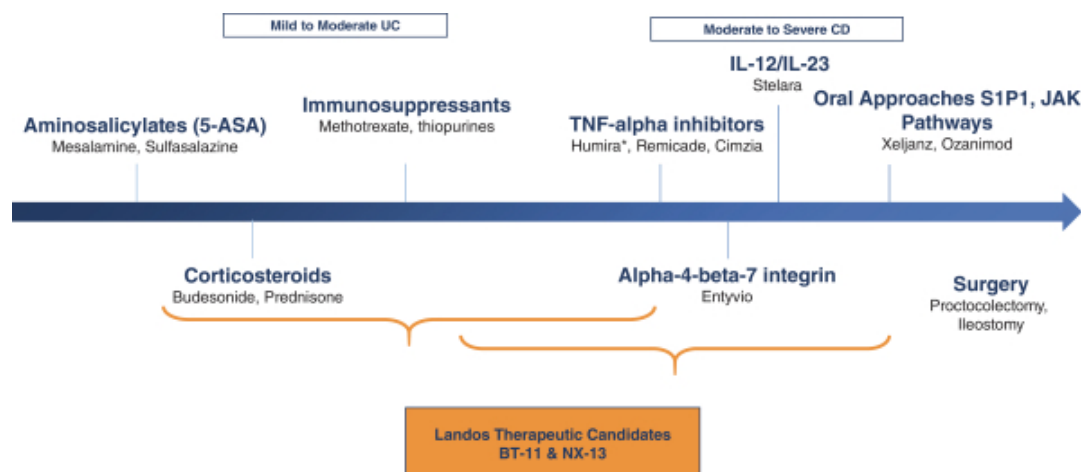 Mild to Moderate UC
Moderate to Severe CD
IL-12/IL-23
Stelara
Aminosalicylates (5-ASA)
Mesalamine, Sulfasalazine
Immunosuppressants
Methotrexate, thiopurines
TNF-alpha inhibitors
Humira*, Remicade, Cimzia
Oral Approaches S1P1, JAK
Pathways
Xeljanz, Ozanimod
Corticosteroids
Budesonide, Prednisone
Alpha-4-beta-7 integrin
Entyvio
Surgery
Proctocolectomy,
Ileostomy
Landos Therapeutic Candidates
BT-11 & NX-13